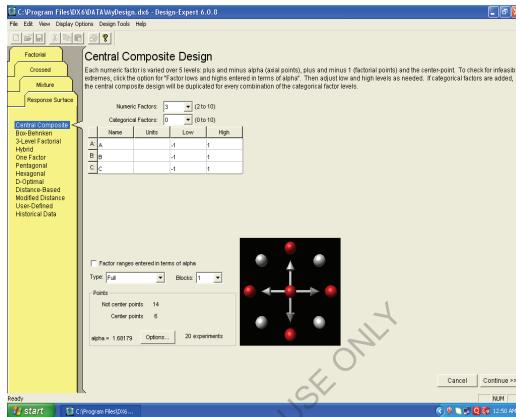 C:\Program Files\DX6\DATA\MyDesign.dx6 - Design-Expert 6.0.8
File Edit View Display Options Design Tools Help
Factorial
Crossed
Mixture
Response Surface
Central Composite
Box-Behnken
3-Level Factorial
Hybrid
One Factor
Pentagonal
Hexagonal
D-Optimal
Distance-Based
Modified Distance
User-Defined
Historical Data
Central Composite Design
Each numeric factor is varied over 5 levels: plus and minus alpha (axial points), plus and minus 1 (factorial points) and the center-point. To check for infeasib
extremes, click the option for "Factor lows and highs entered in terms of alpha". Then adjust low and high levels as needed. If categorical factors are added,
the central composite design will be duplicated for every combination of the categorical factor levels.
Numeric Factors: 3 (2 to 10)
Categorical Factors: 0 (0 to 10)
Name Units Low High
A: A -1 1
B: B -1 1
C: C -1 1
Factor ranges entered in terms of alpha
Type: Full Blocks: 1
Points
Not center points 14
Center points 6
alpha = 1.68179 Options... 20 experiments
USE ONLY
Cancel Continue >>
Ready NUM
start C:\Program Files\DX6... 12:50 AM